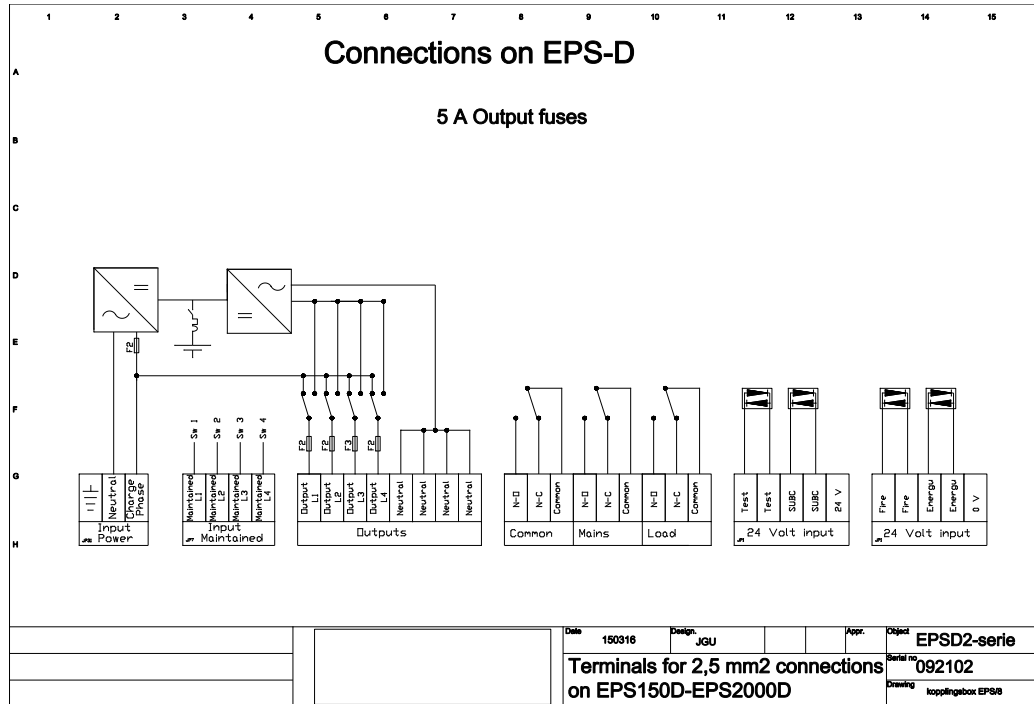 1 2 3 4 5 6 7 8 9 10 11 12 13 14 15
Connections on EPS-D
A
5 A Output fuses
B
C
D
E
F2
F
Sw 1
Sw 2
Sw 3
Sw 4
F2
F2
F3
F2
G
Neutral
Charge Phase
Maintained L1
Maintained L2
Maintained L3
Maintained L4
Output L1
Output L2
Output L3
Output L4
Neutral
Neutral
Neutral
Neutral
N-O
N-C
Common
N-O
N-C
Common
N-O
N-C
Common
Test
Test
SUBC
SUBC
24 V
Fire
Fire
Energu
Energu
0 V
H
Input Power
Input Maintained
Outputs
Common
Mains
Load
24 Volt input
24 Volt input
Date 150316
Design. JGU
Appr.
Object EPSD2-serie
Terminals for 2,5 mm2 connections
on EPS150D-EPS2000D
Serial no 092102
Drawing kopplingsbox EPS/8